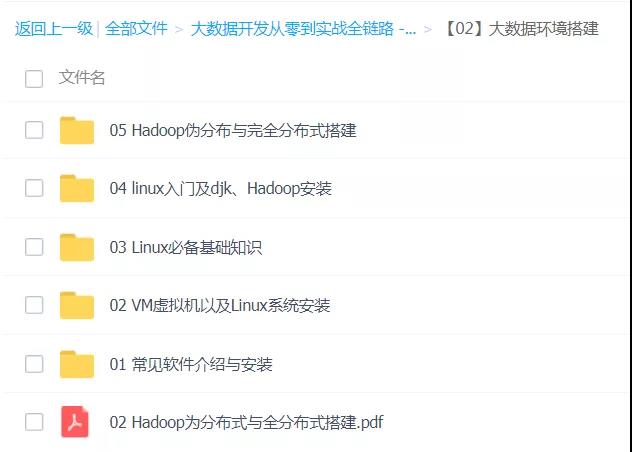 返回上一级 | 全部文件 > 大数据开发从零到实战全链路 -... > 【02】大数据环境搭建
文件名
05 Hadoop伪分布与完全分布式搭建
04 linux入门及djk、Hadoop安装
03 Linux必备基础知识
02 VM虚拟机以及Linux系统安装
01 常见软件介绍与安装
02 Hadoop为分布式与全分布式搭建.pdf